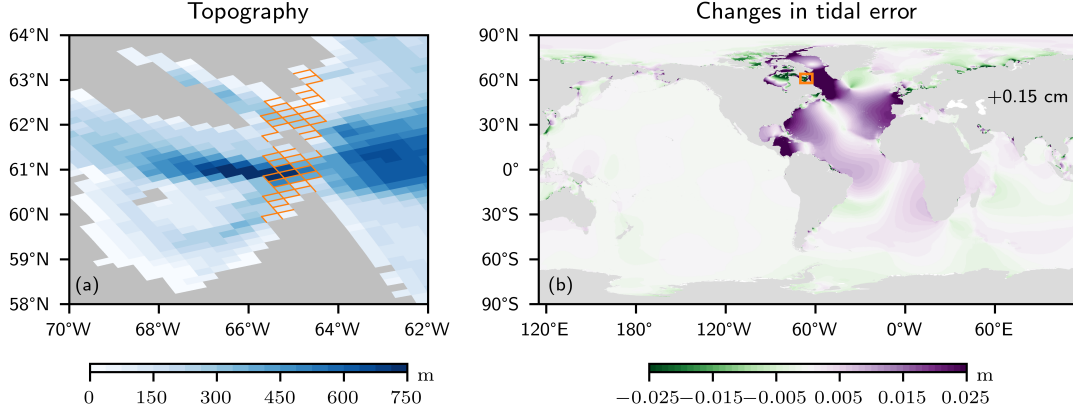 Topography
64°N
63°N
62°N
61°N
60°N
59°N
58°N
(a)
70°W 68°W 66°W 64°W 62°W
0 150 300 450 600 750
m
Changes in tidal error
90°N
60°N
30°N
0°
30°S
60°S
90°S
+0.15 cm
(b)
120°E 180° 120°W 60°W 0°W 60°E
−0.025 −0.015 −0.005 0.005 0.015 0.025
m